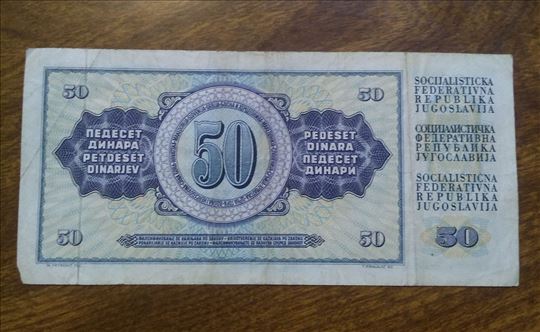 50
ПЕДЕСЕТ
ДИНАРА
PETDESET
DINARJEV
50
PEDESET
DINARA
ПЕДЕСЕТ
ДИНАРИ
50
50
50
SOCIJALISTIČKA
FEDERATIVNA
REPUBLIKA
JUGOSLAVIJA
СОЦИЈАЛИСТИЧКА
ФЕДЕРАТИВНА
РЕПУБЛИКА
ЈУГОСЛАВИЈА
SOCIALISTIČNA
FEDERATIVNA
REPUBLIKA
JUGOSLAVIJA
50